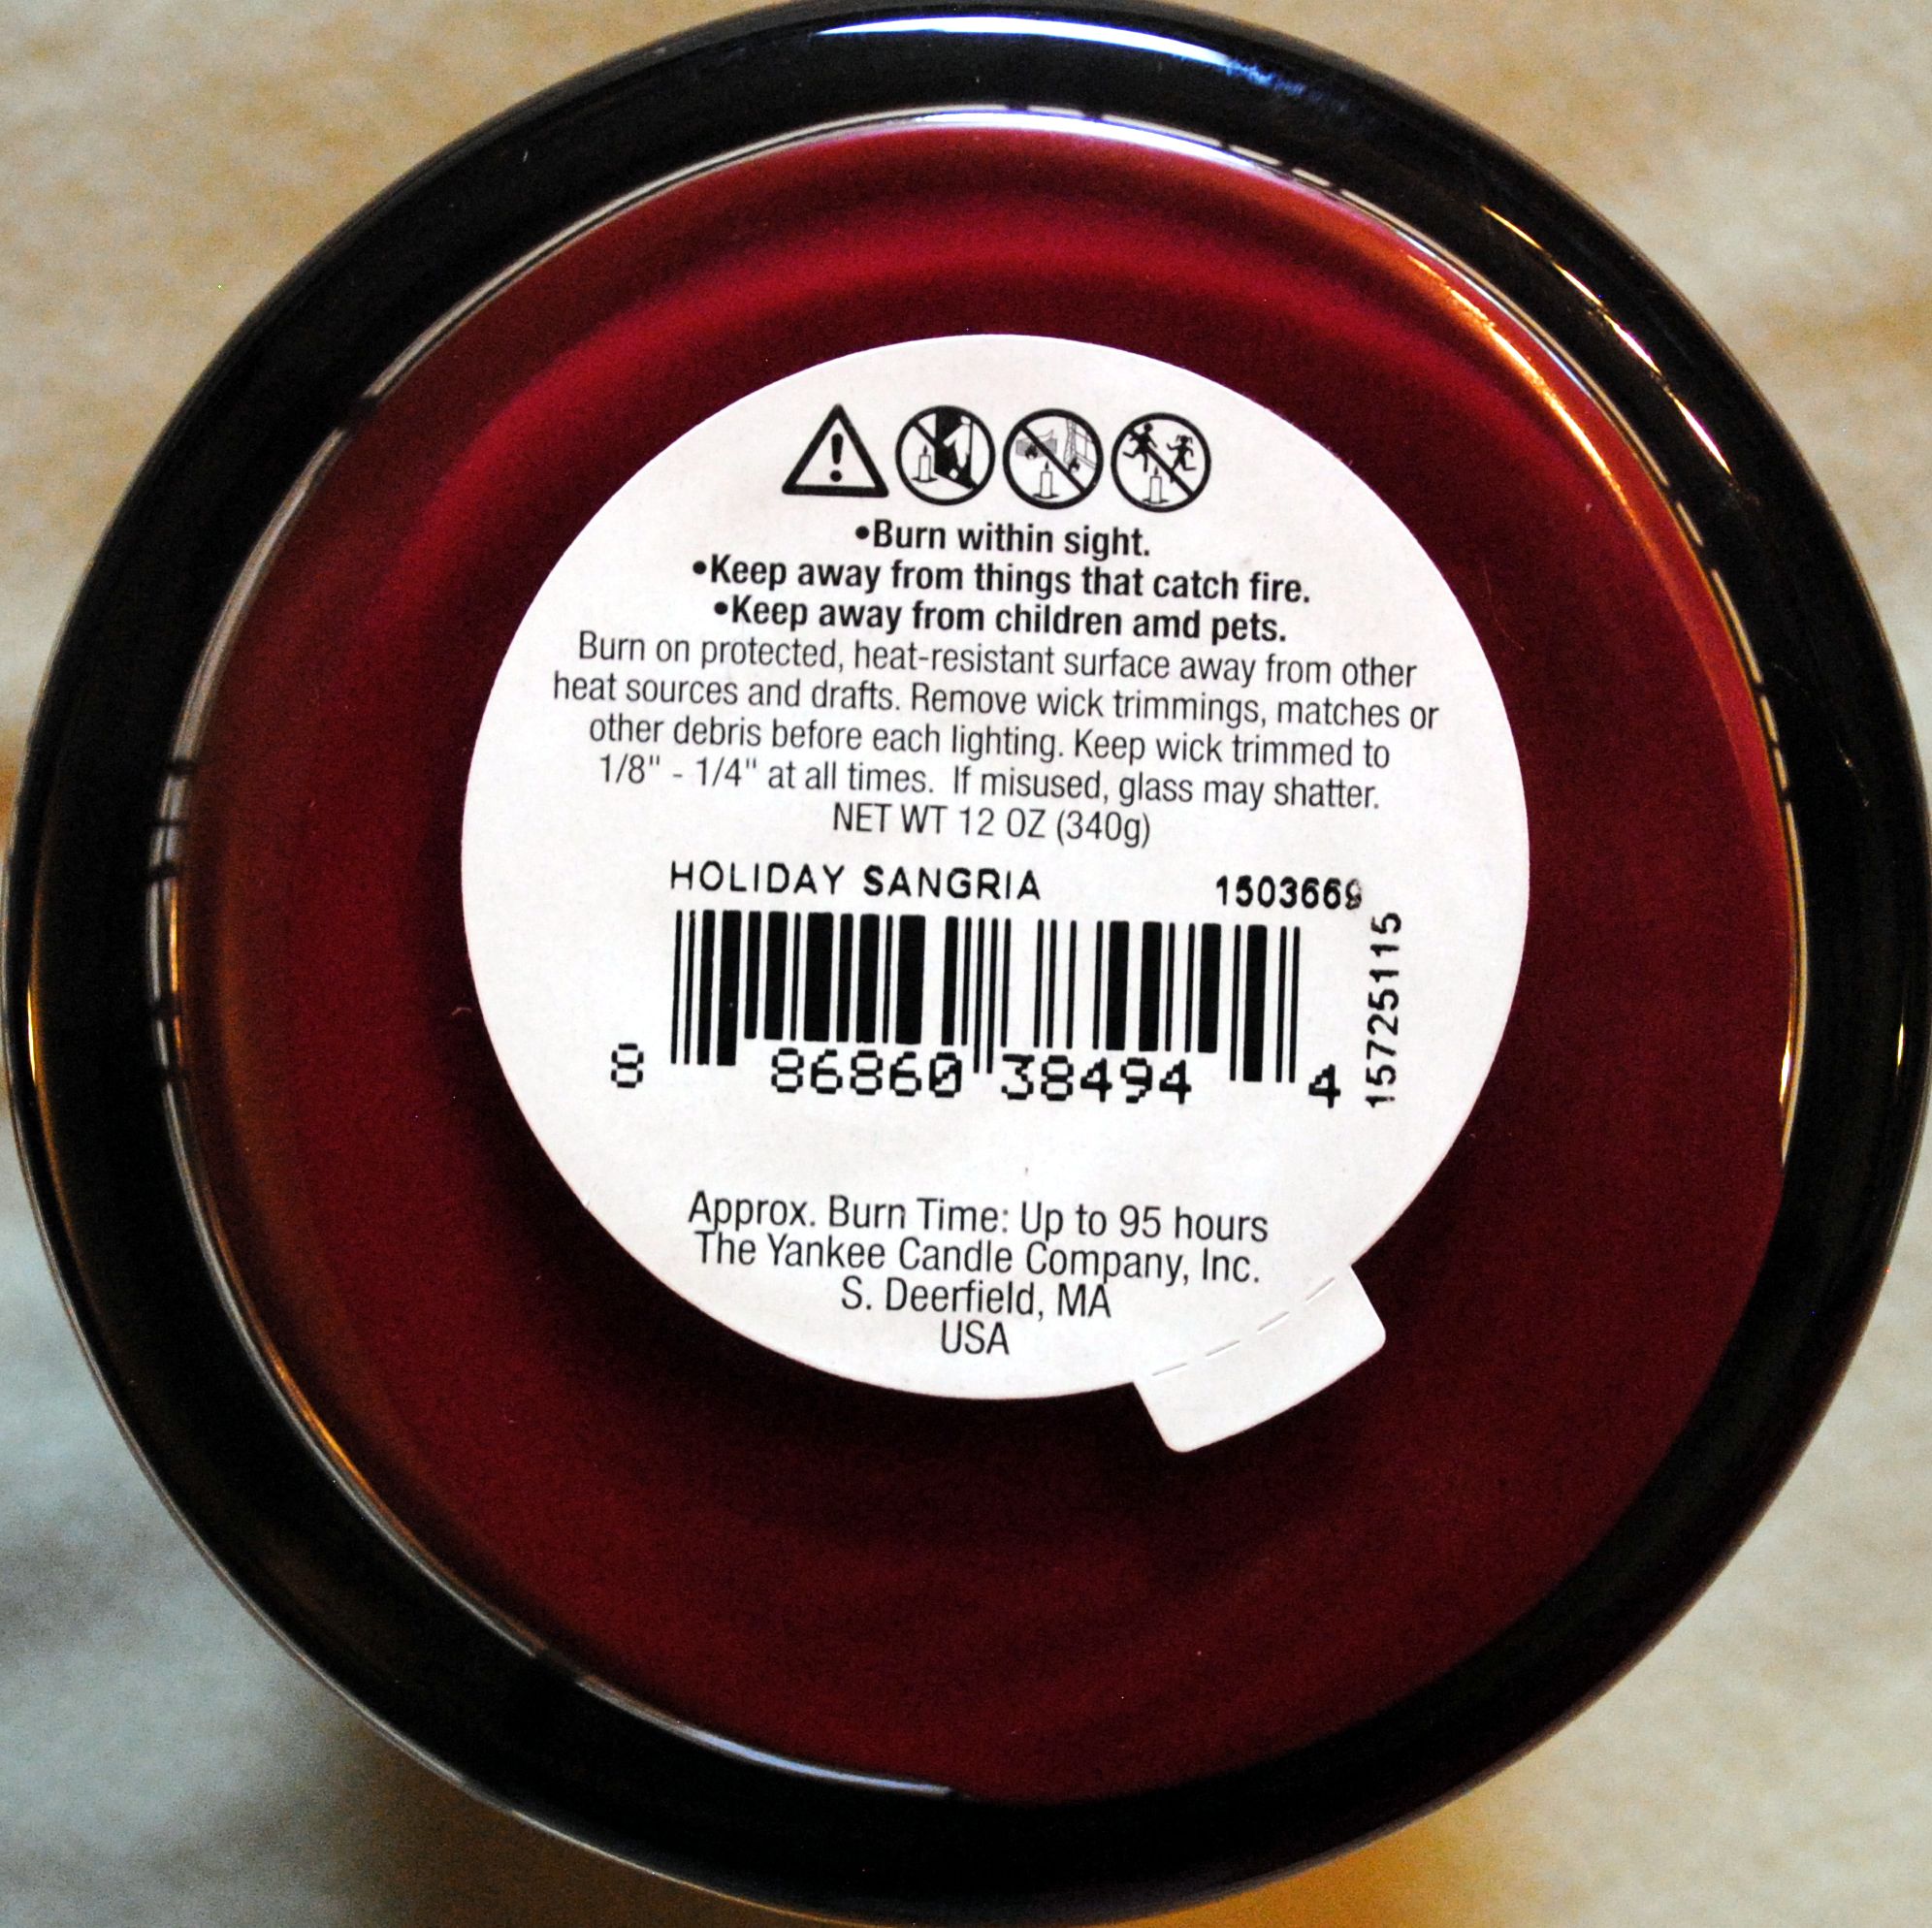 •Burn within sight.
•Keep away from things that catch fire.
•Keep away from children amd pets.
Burn on protected, heat-resistant surface away from other
heat sources and drafts. Remove wick trimmings, matches or
other debris before each lighting. Keep wick trimmed to
1/8" - 1/4" at all times. If misused, glass may shatter.
NET WT 12 OZ (340g)
HOLIDAY SANGRIA 1503669
15725115
8 86860 38494 4
Approx. Burn Time: Up to 95 hours
The Yankee Candle Company, Inc.
S. Deerfield, MA
USA